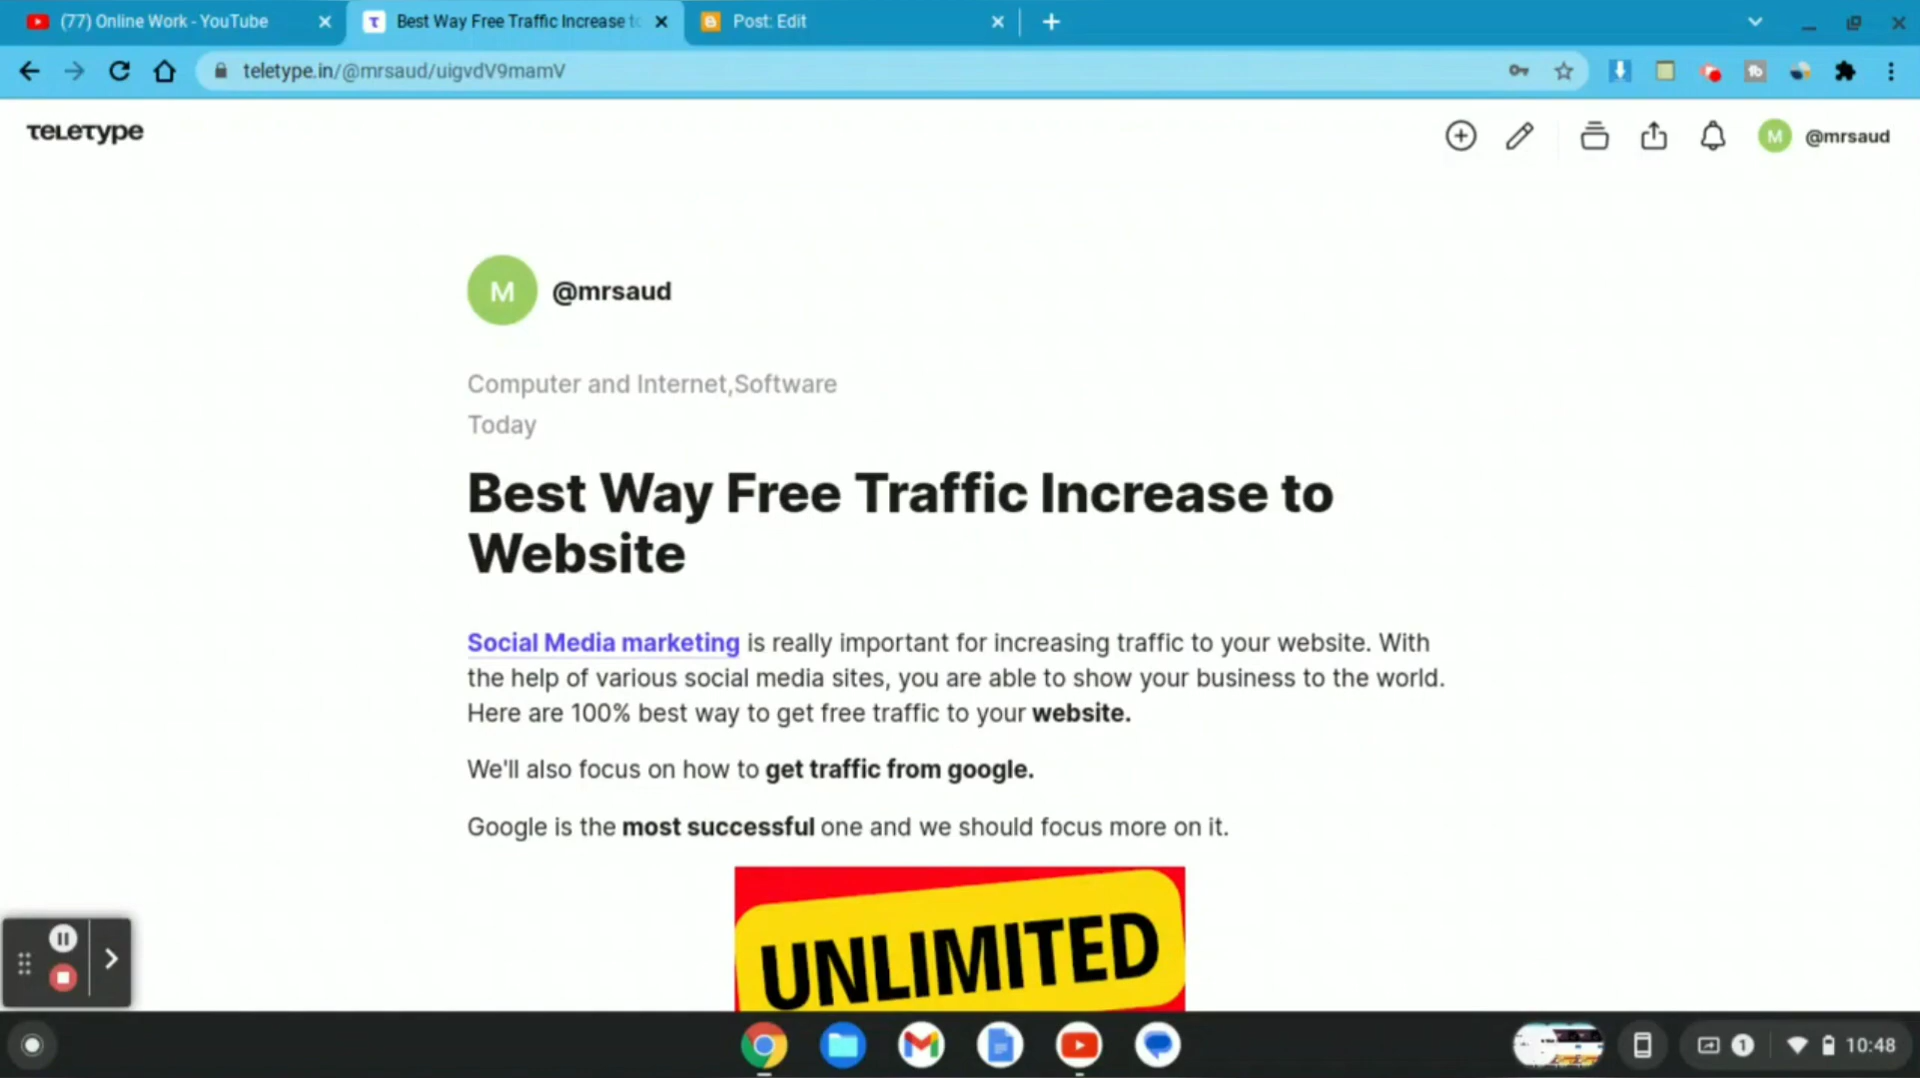 (77) Online Work - YouTube
Best Way Free Traffic Increase to
Post: Edit
teletype.in/@mrsaud/uigvdV9mamV
TELETYPE
M @mrsaud
M @mrsaud
Computer and Internet,Software
Today
Best Way Free Traffic Increase to
Website
Social Media marketing is really important for increasing traffic to your website. With
the help of various social media sites, you are able to show your business to the world.
Here are 100% best way to get free traffic to your website.
We'll also focus on how to get traffic from google.
Google is the most successful one and we should focus more on it.
UNLIMITED
1 10:48